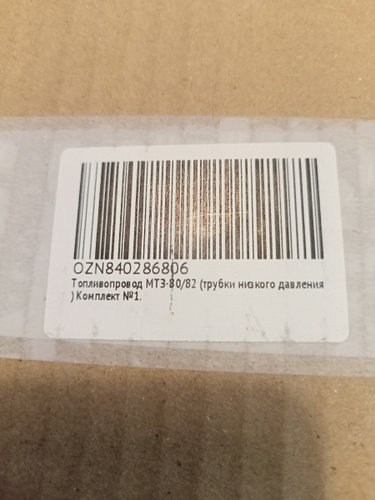 OZN840286806
Топливопровод МТЗ-80/82 (трубки низкого давления
) Комплект №1.